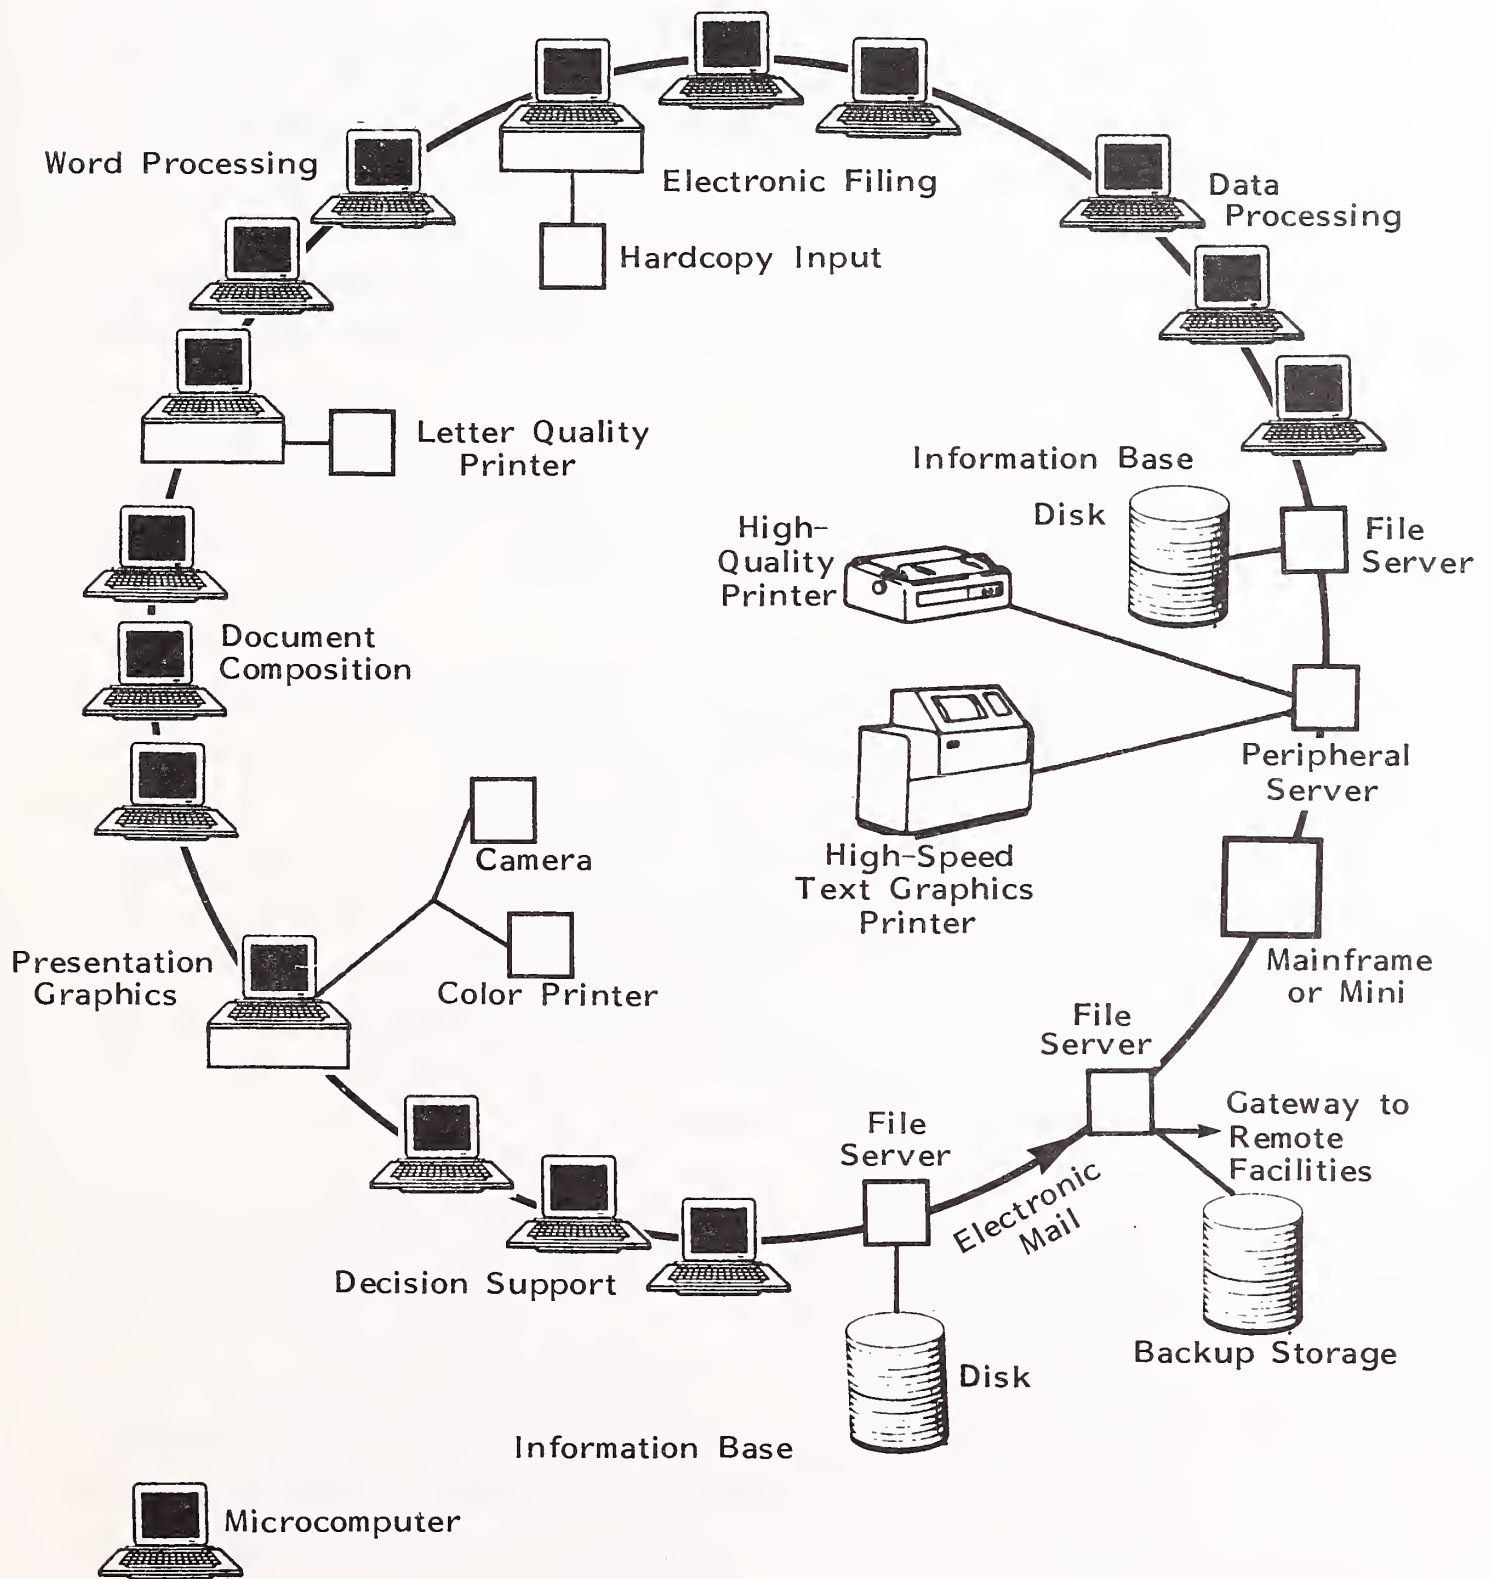 Word Processing
Electronic Filing
Data
Processing
Hardcopy Input
Letter Quality
Printer
Information Base
Disk
File
Server
High-
Quality
Printer
Document
Composition
Peripheral
Server
Camera
High-Speed
Text Graphics
Printer
Presentation
Graphics
Color Printer
Mainframe
or Mini
File
Server
Gateway to
Remote
Facilities
File
Server
Electronic
Mail
Decision Support
Backup Storage
Disk
Information Base
Microcomputer